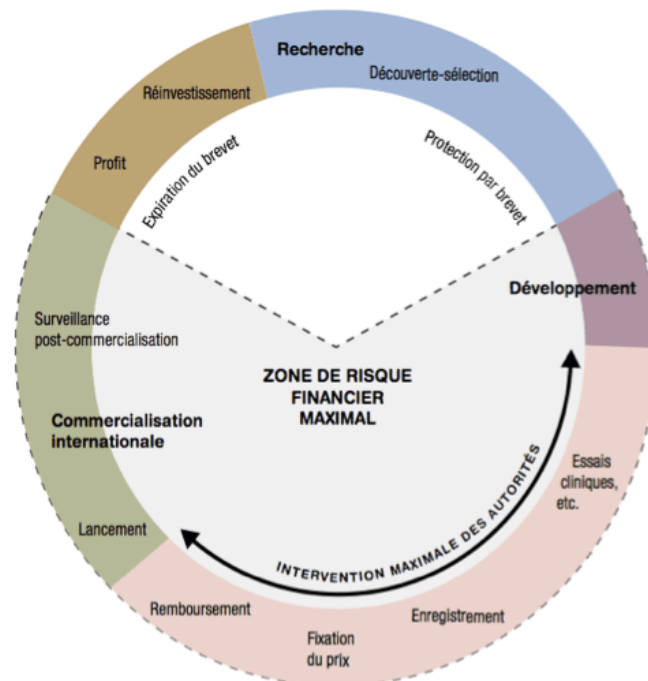 Recherche
Découverte-sélection
Réinvestissement
Profit
Expiration du brevet
Protection par brevet
Développement
Surveillance
post-commercialisation
ZONE DE RISQUE
FINANCIER
MAXIMAL
Commercialisation
internationale
Essais
cliniques,
etc.
INTERVENTION MAXIMALE DES AUTORITÉS
Lancement
Remboursement
Enregistrement
Fixation
du prix